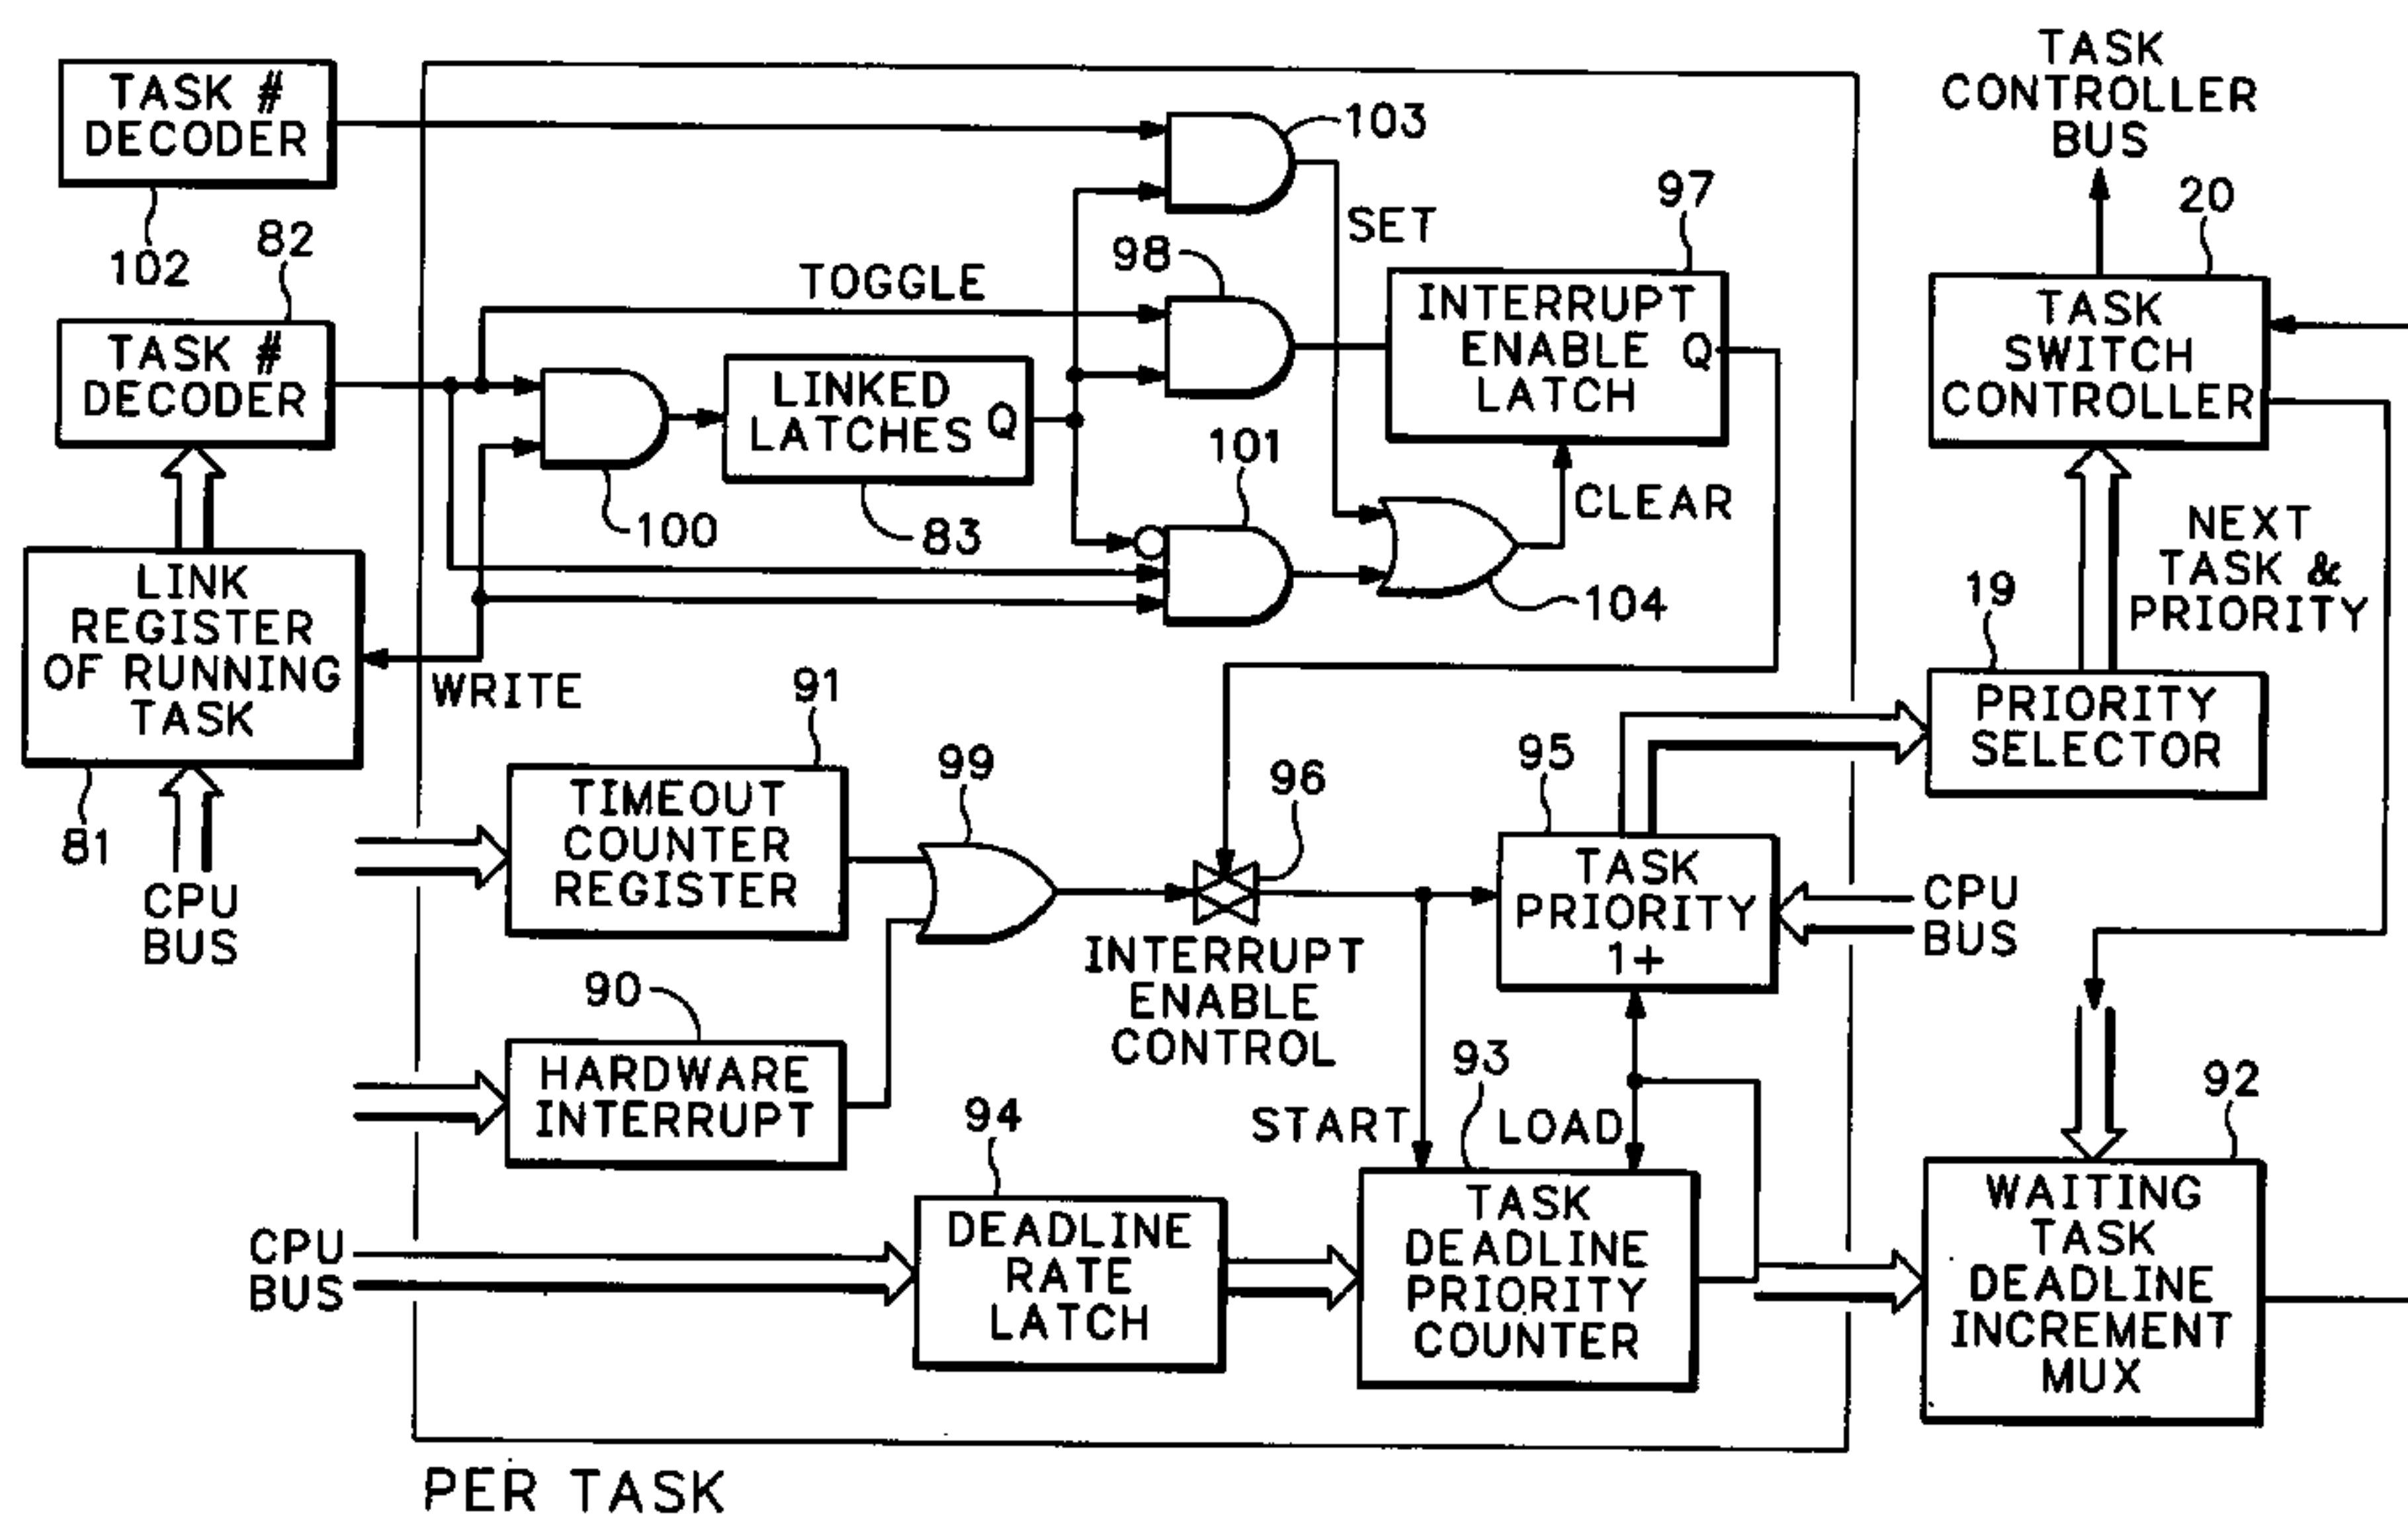 TASK
CONTROLLER
BUS
TASK #
DECODER
102
103
SET
97
20
82
TASK #
DECODER
TOGGLE
98
INTERRUPT
ENABLE Q
LATCH
TASK
SWITCH
CONTROLLER
LINKED
LATCHES Q
100
83
101
CLEAR
104
NEXT
TASK &
PRIORITY
LINK
REGISTER
OF RUNNING
TASK
WRITE
81
CPU
BUS
91
TIMEOUT
COUNTER
REGISTER
99
96
INTERRUPT
ENABLE
CONTROL
95
TASK
PRIORITY
1+
19
PRIORITY
SELECTOR
CPU
BUS
90
HARDWARE
INTERRUPT
START
LOAD
93
TASK
DEADLINE
PRIORITY
COUNTER
94
DEADLINE
RATE
LATCH
CPU
BUS
92
WAITING
TASK
DEADLINE
INCREMENT
MUX
PER TASK